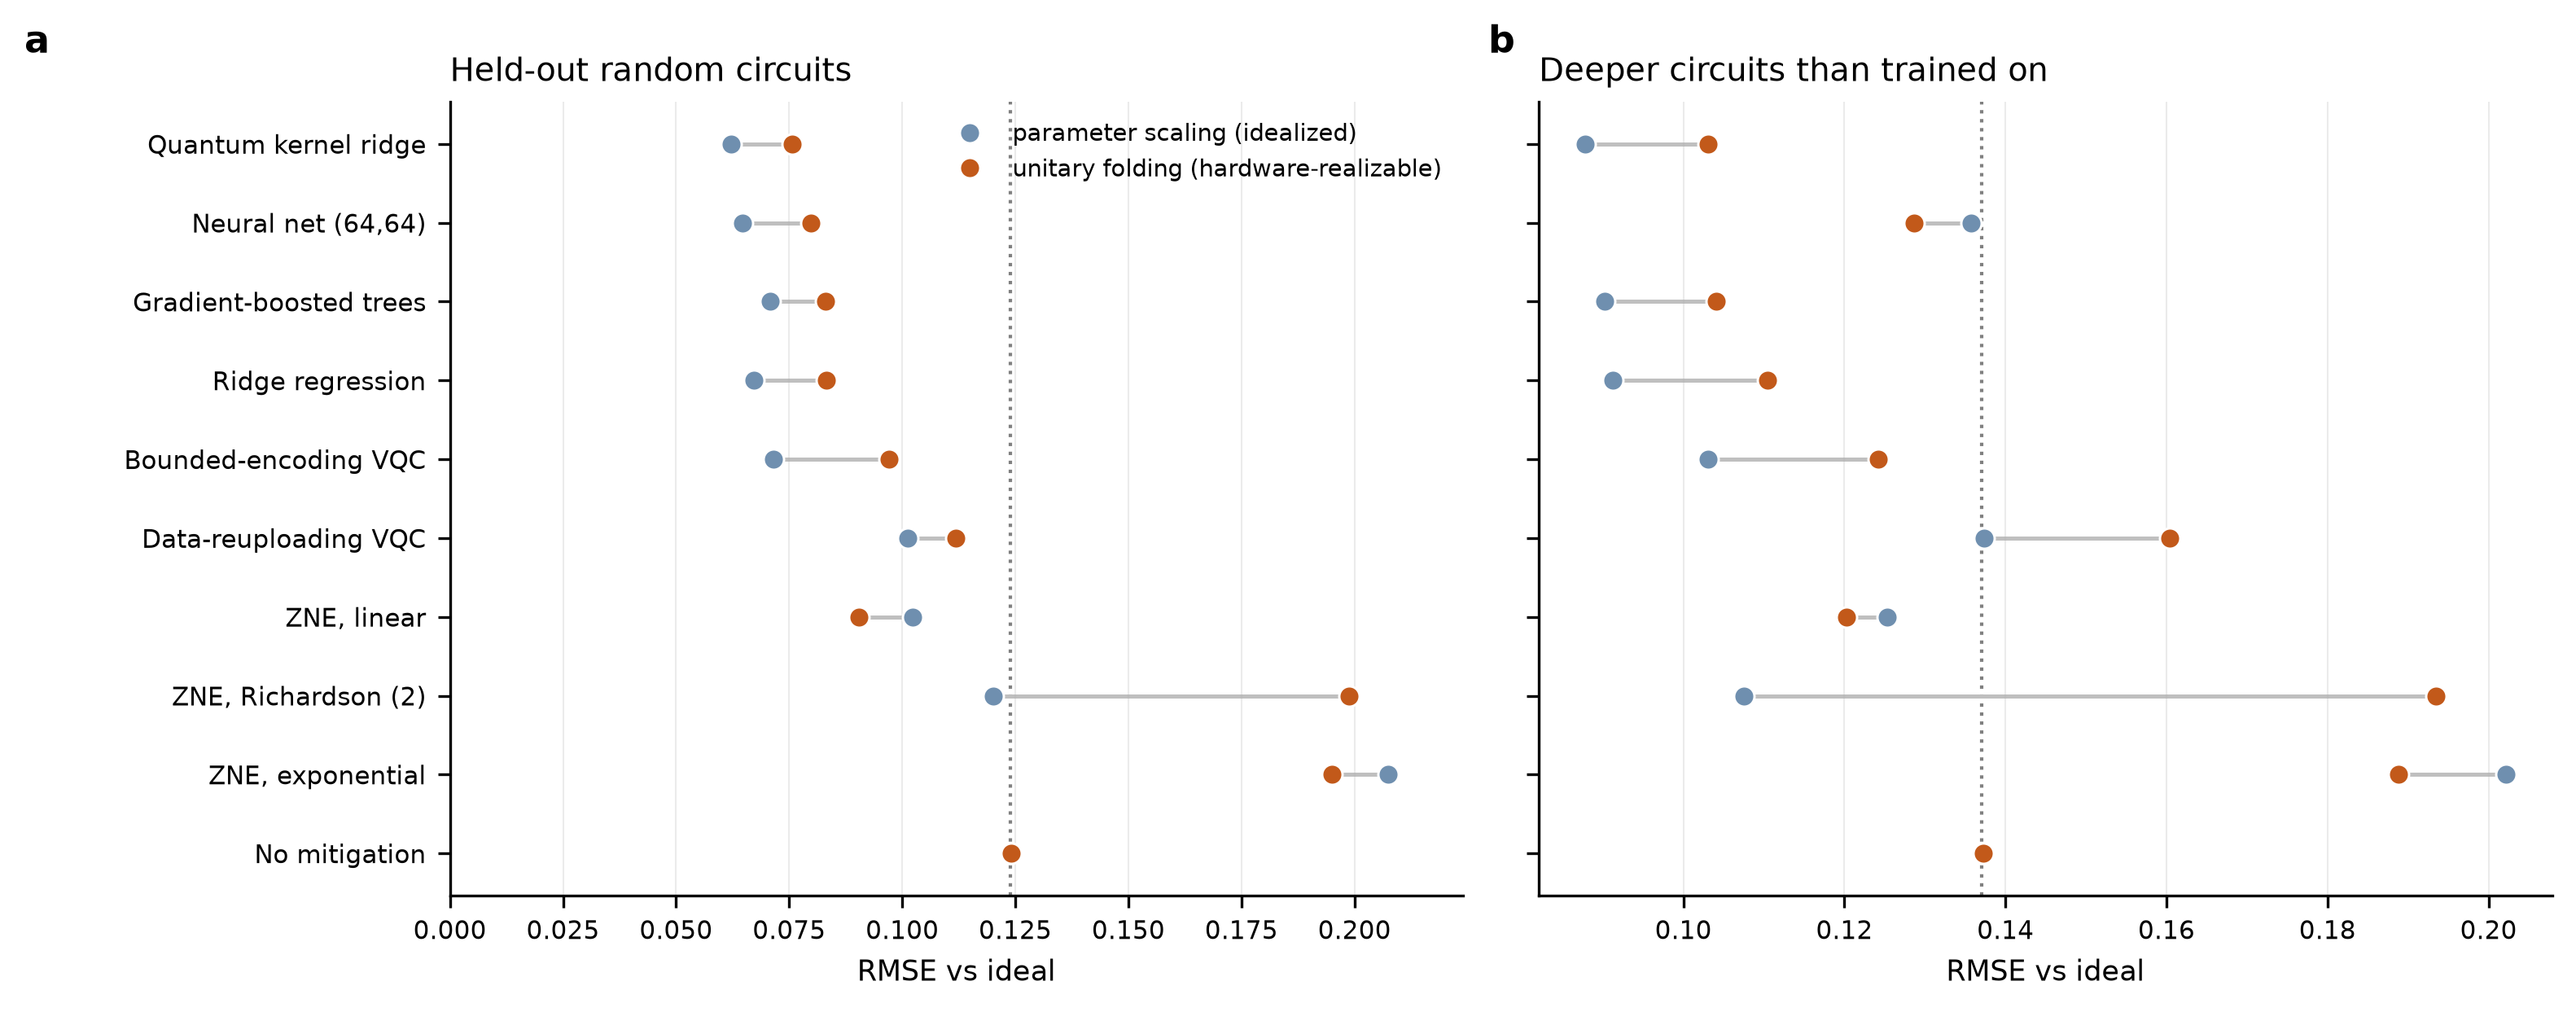 a
Held-out random circuits
Quantum kernel ridge
Neural net (64,64)
Gradient-boosted trees
Ridge regression
Bounded-encoding VQC
Data-reuploading VQC
ZNE, linear
ZNE, Richardson (2)
ZNE, exponential
No mitigation
parameter scaling (idealized)
unitary folding (hardware-realizable)
0.000 0.025 0.050 0.075 0.100 0.125 0.150 0.175 0.200
RMSE vs ideal
b
Deeper circuits than trained on
0.10 0.12 0.14 0.16 0.18 0.20
RMSE vs ideal